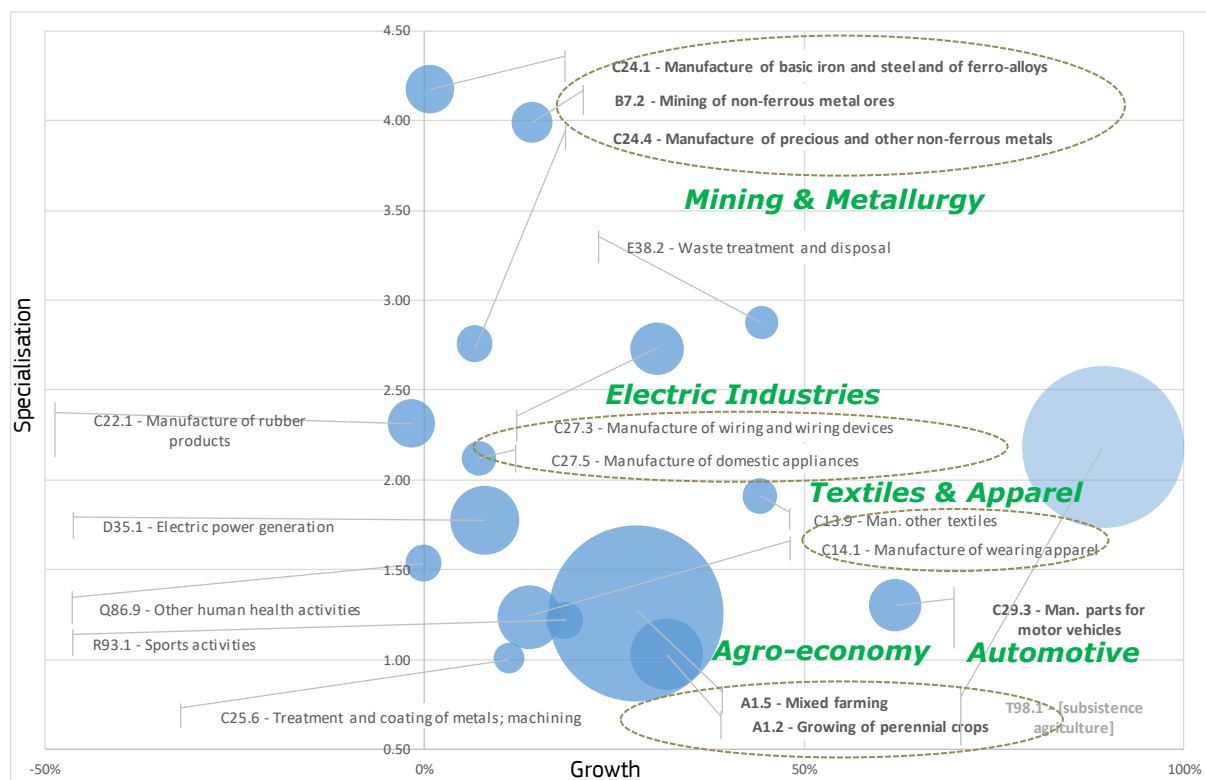 4.50
C24.1 - Manufacture of basic iron and steel and of ferro-alloys
B7.2 - Mining of non-ferrous metal ores
4.00
C24.4 - Manufacture of precious and other non-ferrous metals
Mining & Metallurgy
3.50
E38.2 - Waste treatment and disposal
3.00
Specialisation
2.50
Electric Industries
C22.1 - Manufacture of rubber
products
C27.3 - Manufacture of wiring and wiring devices
C27.5 - Manufacture of domestic appliances
2.00
Textiles & Apparel
D35.1 - Electric power generation
C13.9 - Man. other textiles
C14.1 - Manufacture of wearing apparel
1.50
Q86.9 - Other human health activities
R93.1 - Sports activities
C29.3 - Man. parts for
motor vehicles
1.00
Agro-economy
Automotive
C25.6 - Treatment and coating of metals; machining
A1.5 - Mixed farming
A1.2 - Growing of perennial crops
T98.1 - [subsistence
agriculture]
0.50
-50%
0%
Growth
50%
100%